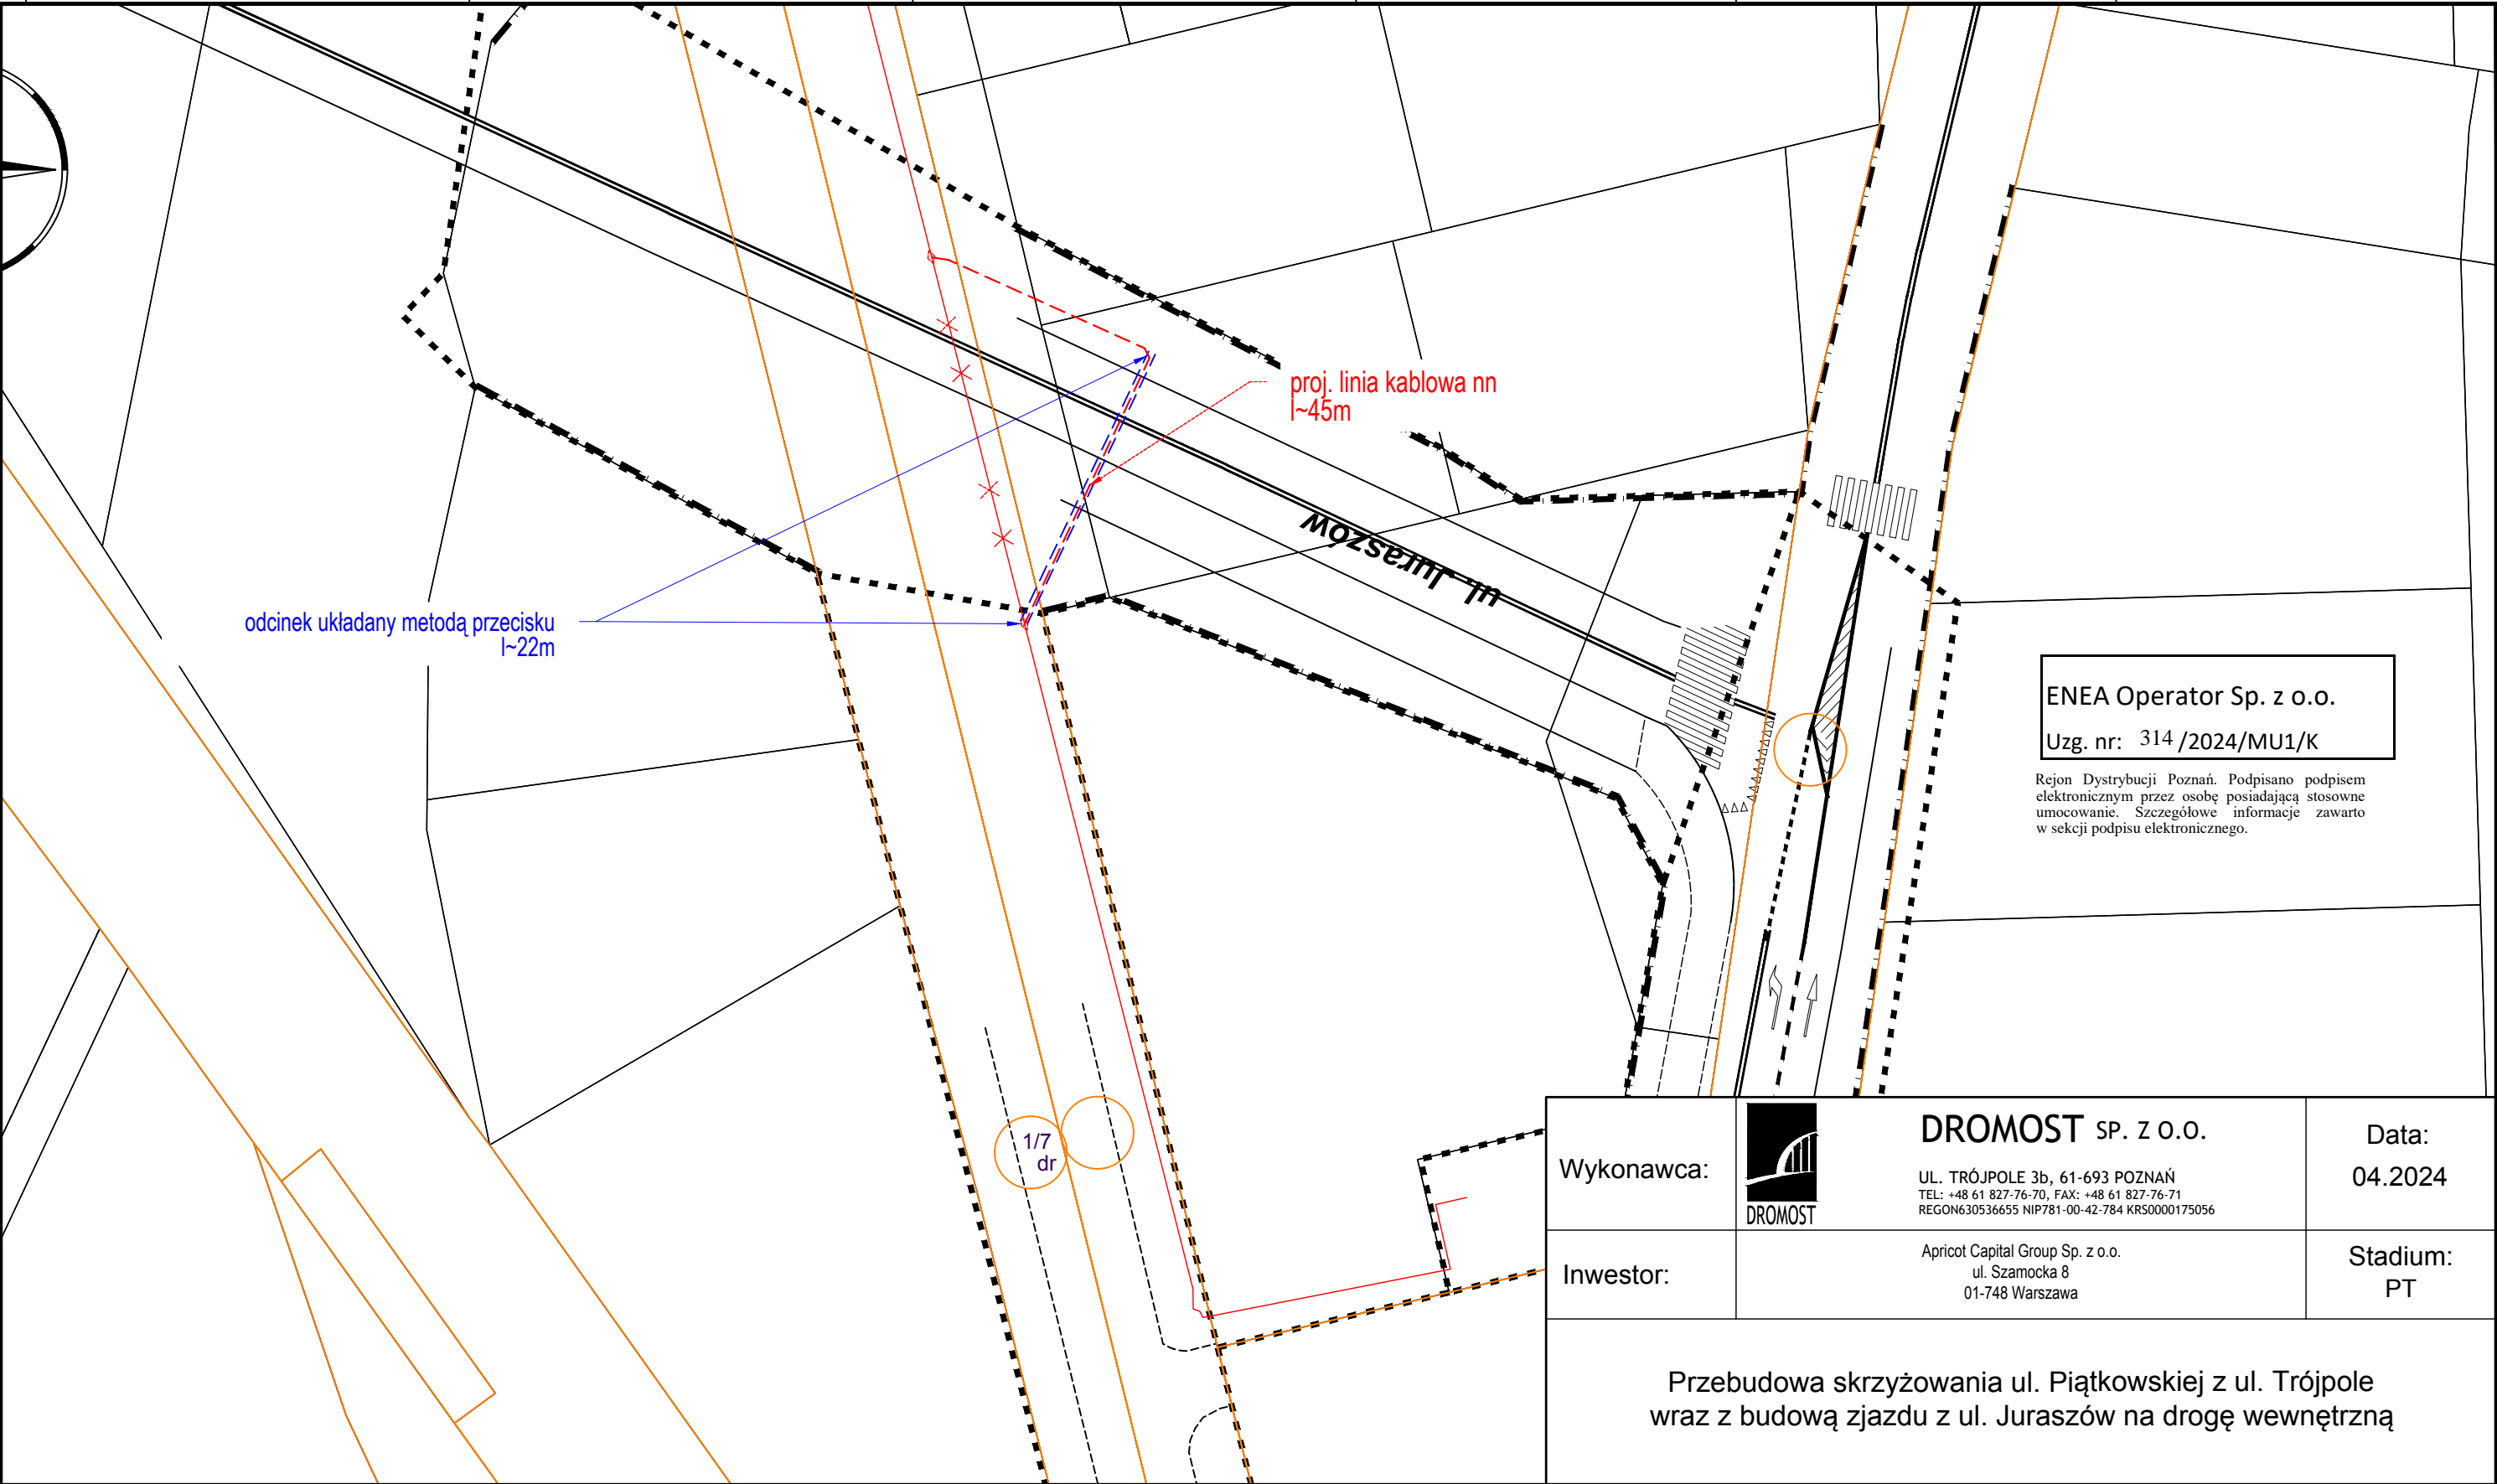 proj. linia kablowa nn
l~45m
ul. Juraszów
odcinek układany metodą przecisku
l~22m
ENEA Operator Sp. z o.o.
Uzg. nr: 314 /2024/MU1/K
Rejon Dystrybucji Poznań. Podpisano podpisem
elektronicznym przez osobę posiadającą stosowne
umocowanie. Szczegółowe informacje zawarto
w sekcji podpisu elektronicznego.
1/7
dr
Wykonawca:
DROMOST
DROMOST SP. Z O.O.
UL. TRÓJPOLE 3b, 61-693 POZNAŃ
TEL: +48 61 827-76-70, FAX: +48 61 827-76-71
REGON630536655 NIP781-00-42-784 KRS0000175056
Data:
04.2024
Inwestor:
Apricot Capital Group Sp. z o.o.
ul. Szamocka 8
01-748 Warszawa
Stadium:
PT
Przebudowa skrzyżowania ul. Piątkowskiej z ul. Trójpole
wraz z budową zjazdu z ul. Juraszów na drogę wewnętrzną